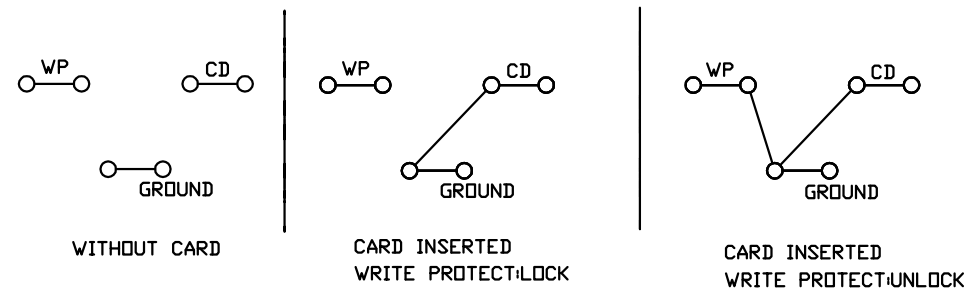 WP
CD
GROUND
WITHOUT CARD
WP
CD
GROUND
CARD INSERTED
WRITE PROTECT:LOCK
WP
CD
GROUND
CARD INSERTED
WRITE PROTECT:UNLOCK